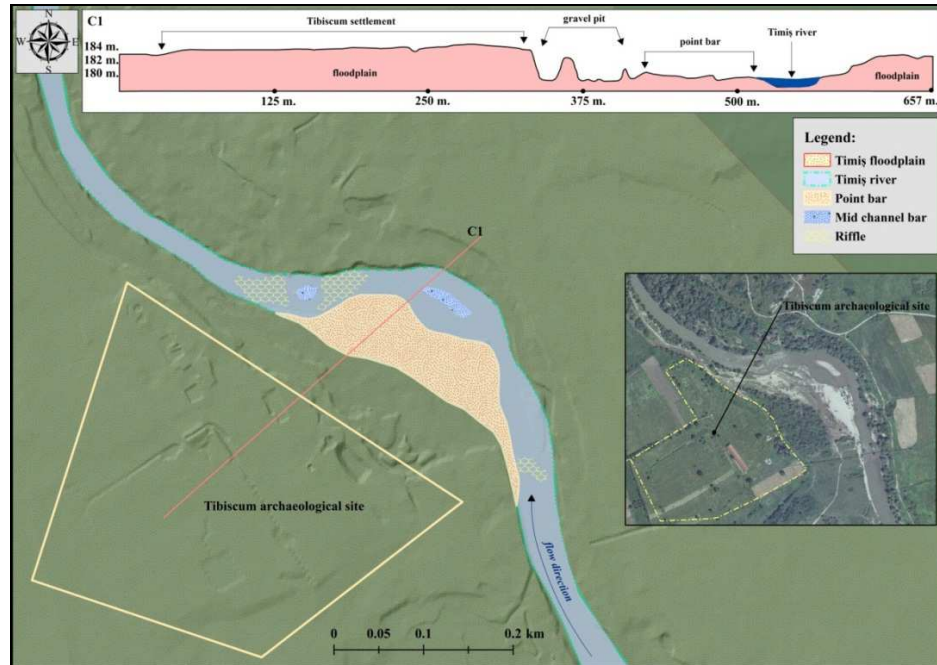 N
W
E
S
C1
Tibiscum settlement
gravel pit
point bar
Timiș river
184 m.
182 m.
180 m.
floodplain
floodplain
125 m.
250 m.
375 m.
500 m.
657 m.
Legend:
Timiș floodplain
Timiș river
Point bar
Mid channel bar
Riffle
C1
Tibiscum archaeological site
Tibiscum archaeological site
flow direction
0 0.05 0.1 0.2 km